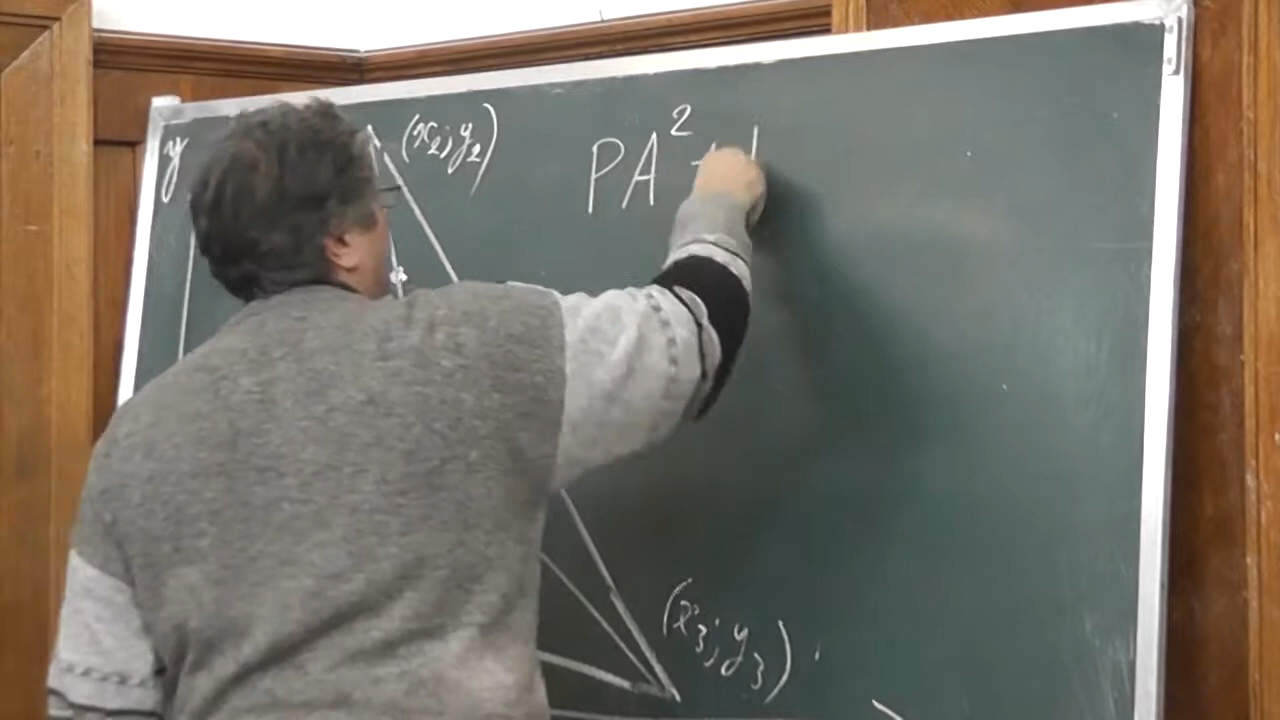 y
(x₂; y₂)
PA² +
(x₃; y₃)